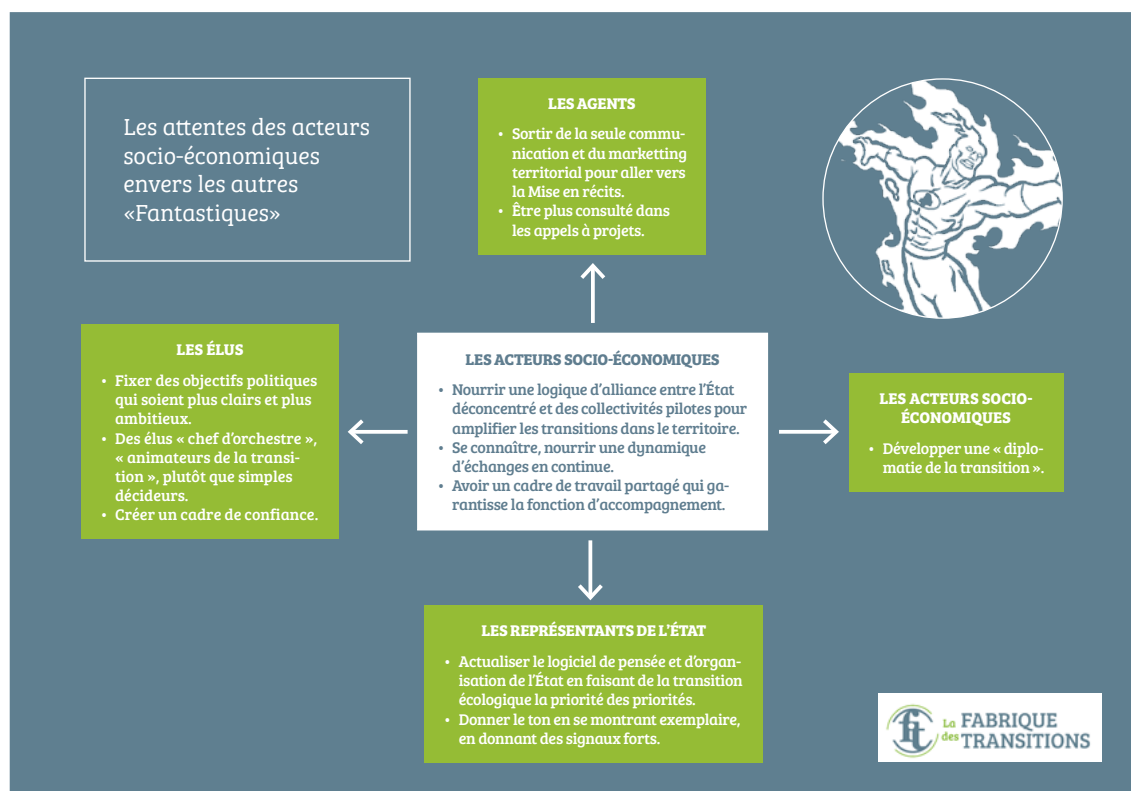 Les attentes des acteurs
socio-économiques
envers les autres
«Fantastiques»
LES AGENTS
• Sortir de la seule commu-
nication et du marketting
territorial pour aller vers
la Mise en récits.
• Être plus consulté dans
les appels à projets.
LES ÉLUS
• Fixer des objectifs politiques
qui soient plus clairs et plus
ambitieux.
• Des élus « chef d'orchestre »,
« animateurs de la transi-
tion », plutôt que simples
décideurs.
• Créer un cadre de confiance.
LES ACTEURS SOCIO-ÉCONOMIQUES
• Nourrir une logique d'alliance entre l'État
déconcentré et des collectivités pilotes pour
amplifier les transitions dans le territoire.
• Se connaître, nourrir une dynamique
d'échanges en continue.
• Avoir un cadre de travail partagé qui ga-
rantisse la fonction d'accompagnement.
LES ACTEURS SOCIO-
ÉCONOMIQUES
• Développer une « diplo-
matie de la transition ».
LES REPRÉSENTANTS DE L'ÉTAT
• Actualiser le logiciel de pensée et d'organ-
isation de l'État en faisant de la transition
écologique la priorité des priorités.
• Donner le ton en se montrant exemplaire,
en donnant des signaux forts.
ft La FABRIQUE
des TRANSITIONS